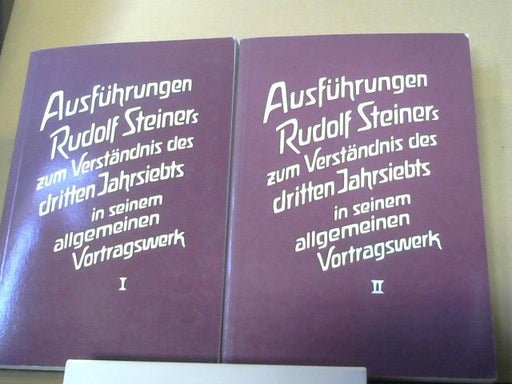 Ausführungen
Rudolf Steiners
zum Verständnis des
dritten Jahrsiebts
in seinem
allgemeinen
Vortragswerk
I
Ausführungen
Rudolf Steiners
zum Verständnis des
dritten Jahrsiebts
in seinem
allgemeinen
Vortragswerk
II